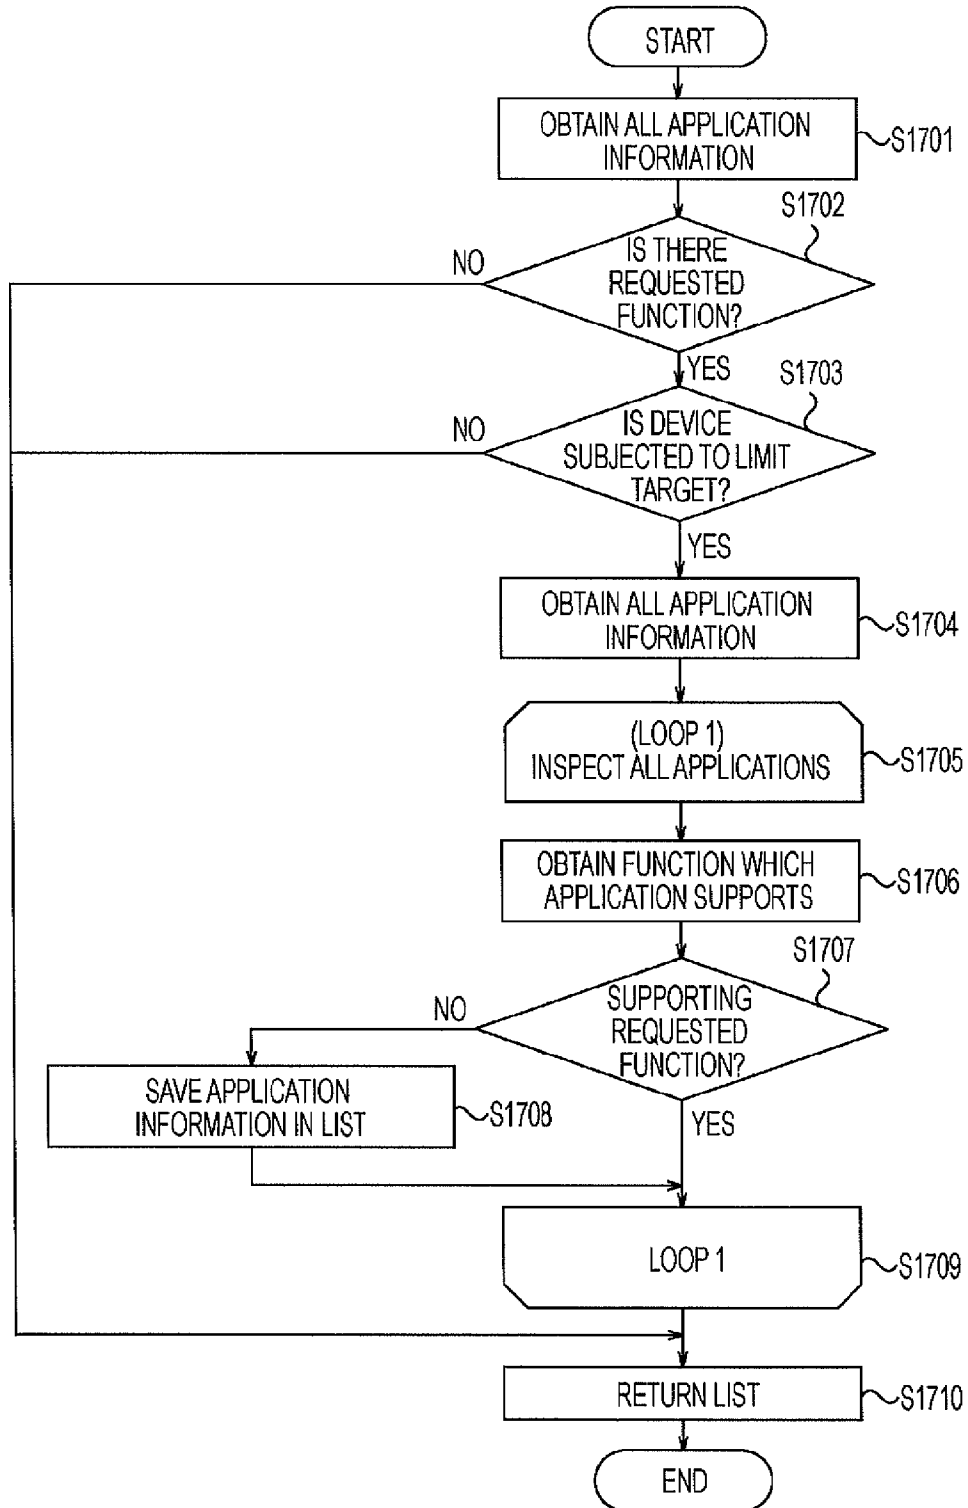 START
OBTAIN ALL APPLICATION
INFORMATION
S1701
S1702
IS THERE
REQUESTED
FUNCTION?
NO
YES
S1703
IS DEVICE
SUBJECTED TO LIMIT
TARGET?
NO
YES
OBTAIN ALL APPLICATION
INFORMATION
S1704
(LOOP 1)
INSPECT ALL APPLICATIONS
S1705
OBTAIN FUNCTION WHICH
APPLICATION SUPPORTS
S1706
S1707
SUPPORTING
REQUESTED
FUNCTION?
NO
YES
SAVE APPLICATION
INFORMATION IN LIST
S1708
LOOP 1
S1709
RETURN LIST
S1710
END